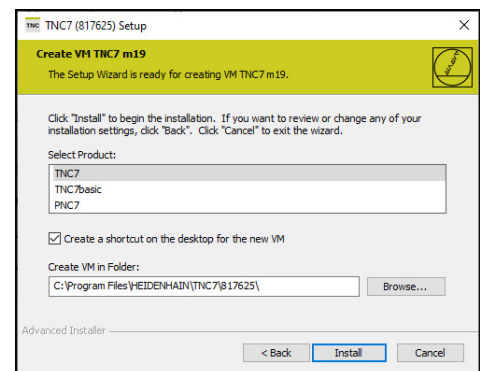 TNC TNC7 (817625) Setup
Create VM TNC7 m19
The Setup Wizard is ready for creating VM TNC7 m19.
Click "Install" to begin the installation. If you want to review or change any of your
installation settings, click "Back". Click "Cancel" to exit the wizard.
Select Product:
TNC7
TNC7basic
PNC7
Create a shortcut on the desktop for the new VM
Create VM in Folder:
C:\Program Files\HEIDENHAIN\TNC7\817625\
Browse...
Advanced Installer
< Back Install Cancel